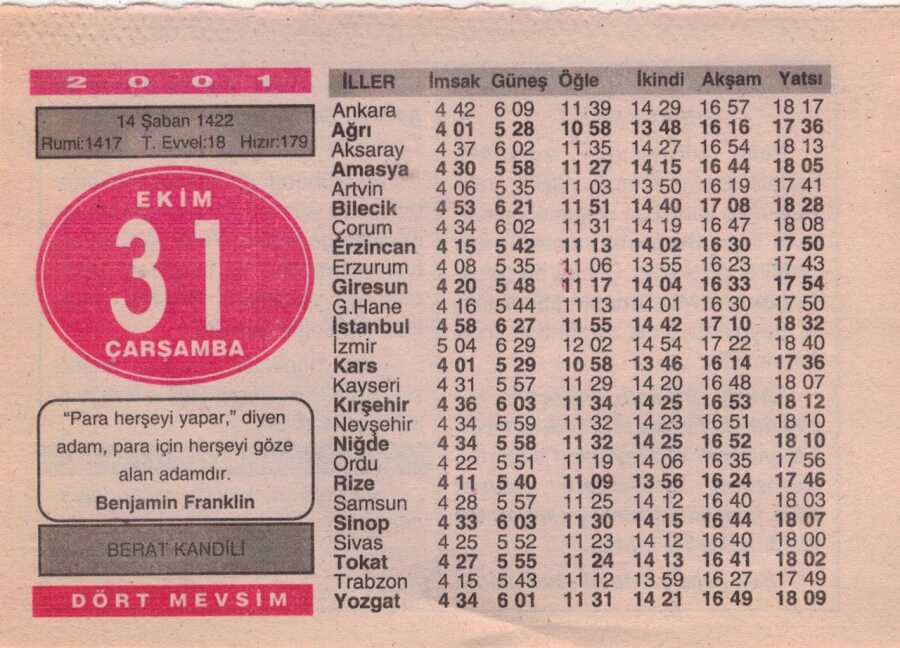 2 0 0 1
14 Şaban 1422
Rumi:1417 T. Evvel:18 Hızır:179
EKİM
31
ÇARŞAMBA
“Para herşeyi yapar,” diyen
adam, para için herşeyi göze
alan adamdır.
Benjamin Franklin
BERAT KANDİLİ
DÖRT MEVSİM
İLLER İmsak Güneş Öğle İkindi Akşam Yatsı
Ankara 4 42 6 09 11 39 14 29 16 57 18 17
Ağrı 4 01 5 28 10 58 13 48 16 16 17 36
Aksaray 4 37 6 02 11 35 14 27 16 54 18 13
Amasya 4 30 5 58 11 27 14 15 16 44 18 05
Artvin 4 06 5 35 11 03 13 50 16 19 17 41
Bilecik 4 53 6 21 11 51 14 40 17 08 18 28
Çorum 4 34 6 02 11 31 14 19 16 47 18 08
Erzincan 4 15 5 42 11 13 14 02 16 30 17 50
Erzurum 4 08 5 35 11 06 13 55 16 23 17 43
Giresun 4 20 5 48 11 17 14 04 16 33 17 54
G.Hane 4 16 5 44 11 13 14 01 16 30 17 50
İstanbul 4 58 6 27 11 55 14 42 17 10 18 32
İzmir 5 04 6 29 12 02 14 54 17 22 18 40
Kars 4 01 5 29 10 58 13 46 16 14 17 36
Kayseri 4 31 5 57 11 29 14 20 16 48 18 07
Kırşehir 4 36 6 03 11 34 14 25 16 53 18 12
Nevşehir 4 34 5 59 11 32 14 23 16 51 18 10
Niğde 4 34 5 58 11 32 14 25 16 52 18 10
Ordu 4 22 5 51 11 19 14 06 16 35 17 56
Rize 4 11 5 40 11 09 13 56 16 24 17 46
Samsun 4 28 5 57 11 25 14 12 16 40 18 03
Sinop 4 33 6 03 11 30 14 15 16 44 18 07
Sivas 4 25 5 52 11 23 14 12 16 40 18 00
Tokat 4 27 5 55 11 24 14 13 16 41 18 02
Trabzon 4 15 5 43 11 12 13 59 16 27 17 49
Yozgat 4 34 6 01 11 31 14 21 16 49 18 09